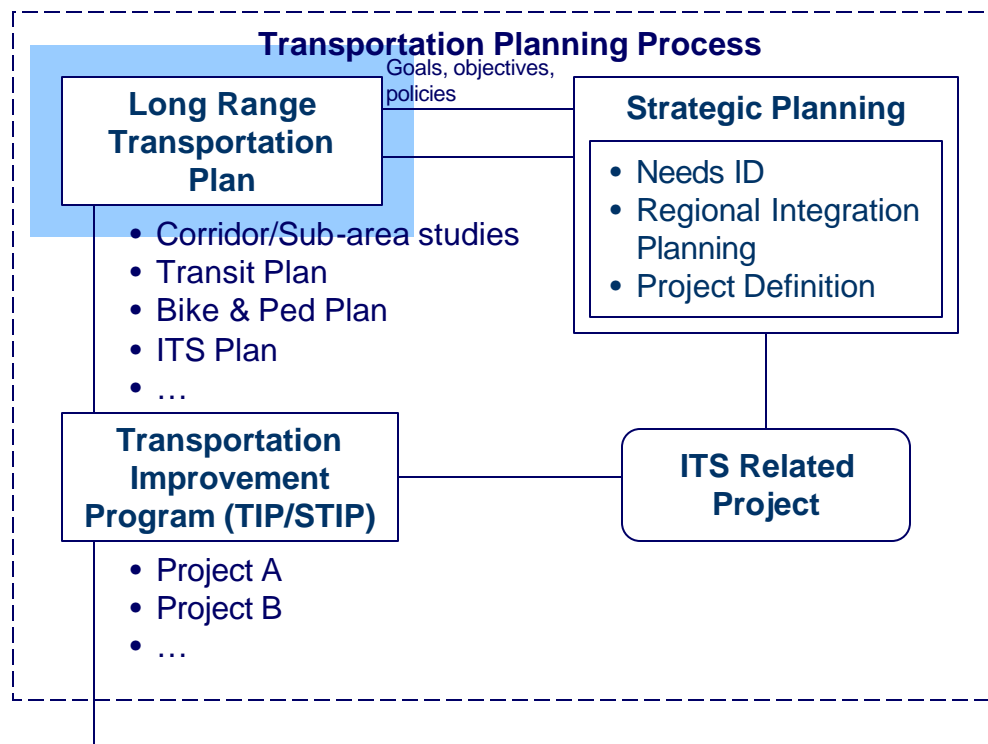 Transportation Planning Process
Goals, objectives,
policies
Long Range
Transportation
Plan
Strategic Planning
• Needs ID
• Regional Integration
Planning
• Project Definition
• Corridor/Sub-area studies
• Transit Plan
• Bike & Ped Plan
• ITS Plan
• …
Transportation
Improvement
Program (TIP/STIP)
ITS Related
Project
• Project A
• Project B
• …